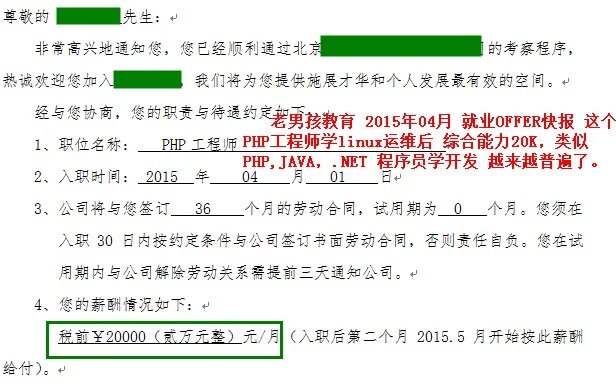 尊敬的 先生：
非常高兴地通知您，您已经顺利通过北京 的考察程序，
热诚欢迎您加入 ，我们将为您提供施展才华和个人发展最有效的空间。
经与您协商，您的职责与待遇约定如下：
老男孩教育 2015年04月 就业OFFER快报 这个
1、职位名称： PHP 工程师
PHP工程师学linux运维后 综合能力20K，类似
PHP,JAVA，.NET 程序员学开发 越来越普遍了。
2、入职时间： 2015 年 04 月 01 日
3、公司将与您签订 36 个月的劳动合同，试用期为 0 个月。您须在
入职 30 日内按约定条件与公司签订书面劳动合同，否则责任自负。您在试
用期内与公司解除劳动关系需提前三天通知公司。
4、您的薪酬情况如下：
税前￥20000（贰万元整）元/月（入职后第二个月 2015.5 月开始按此薪酬
给付）。